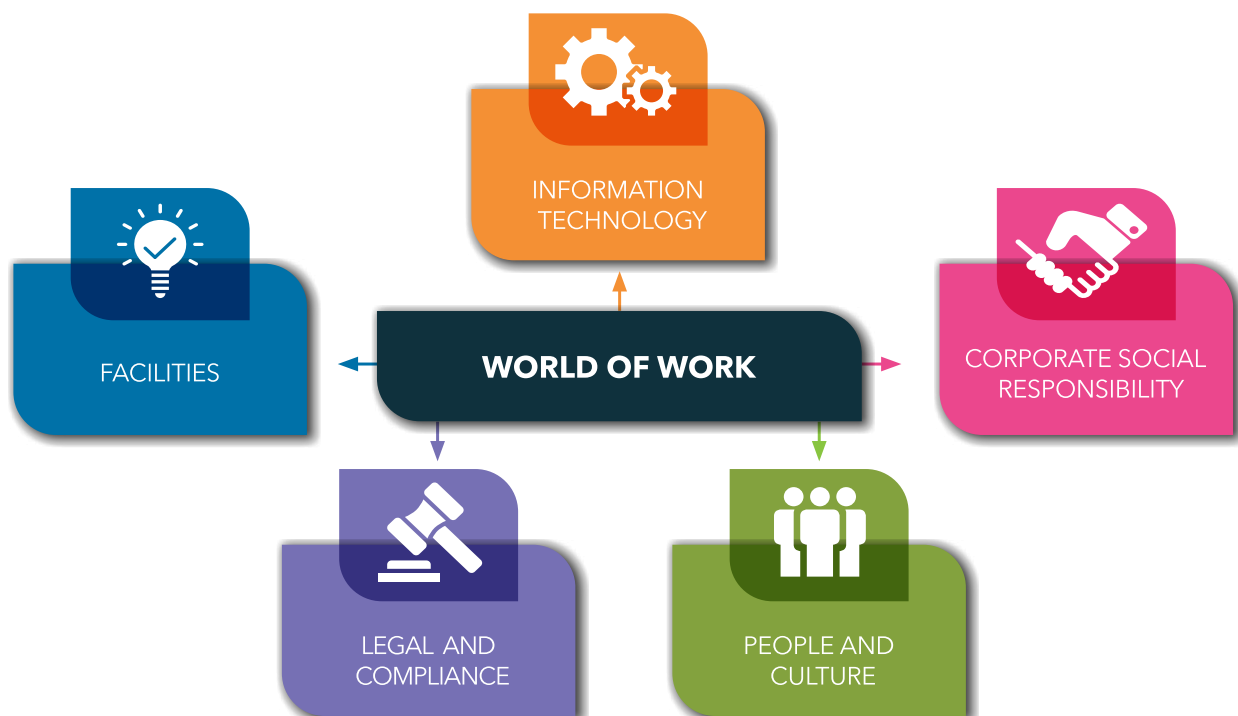 INFORMATION
TECHNOLOGY
FACILITIES
WORLD OF WORK
CORPORATE SOCIAL
RESPONSIBILITY
LEGAL AND
COMPLIANCE
PEOPLE AND
CULTURE